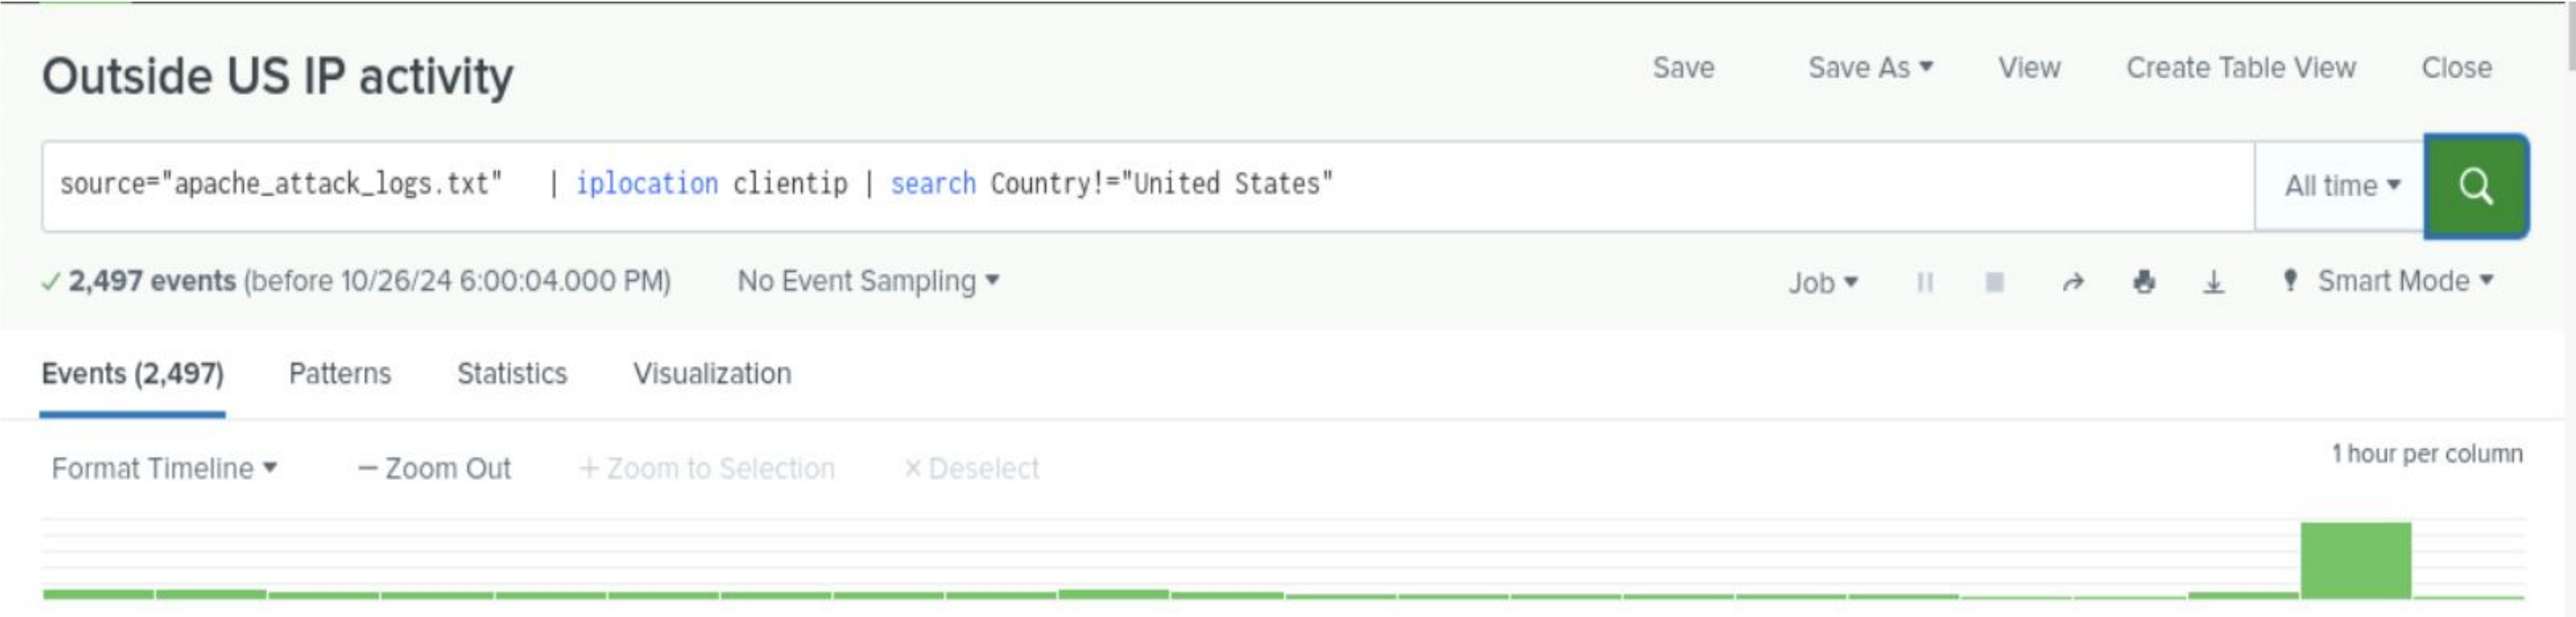 Outside US IP activity Save Save As View Create Table View Close
source="apache_attack_logs.txt" | iplocation clientip | search Country!="United States" All time
2,497 events (before 10/26/24 6:00:04.000 PM) No Event Sampling Job Smart Mode
Events (2,497) Patterns Statistics Visualization
Format Timeline — Zoom Out + Zoom to Selection × Deselect 1 hour per column